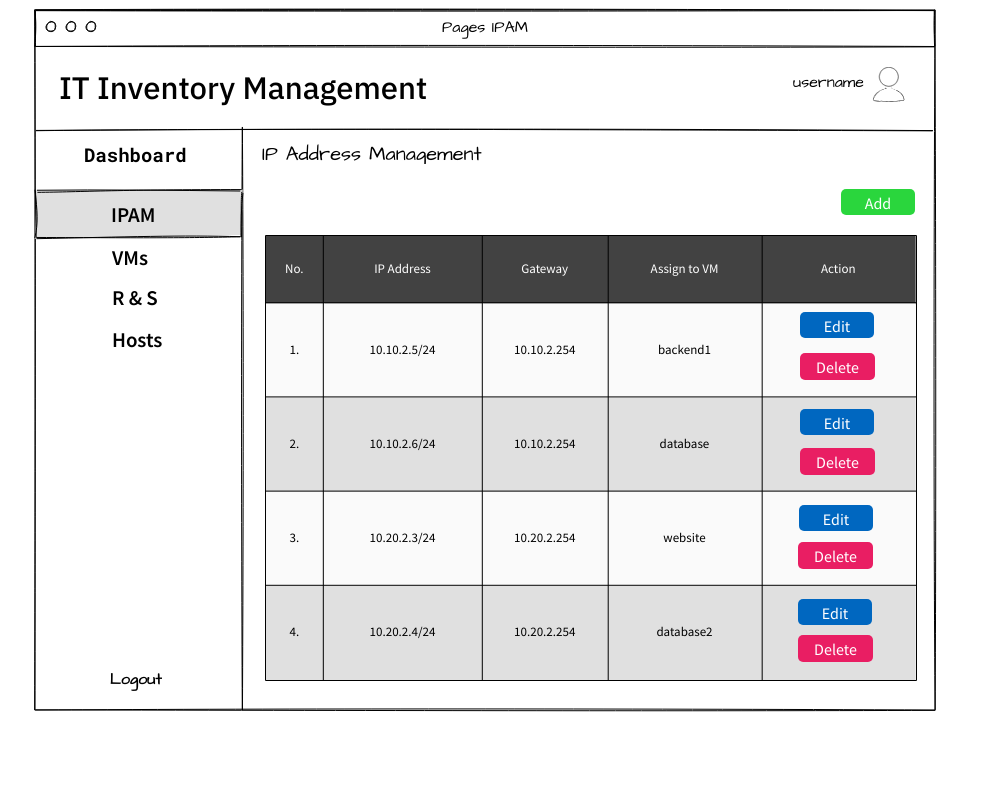 Pages IPAM
IT Inventory Management
username
Dashboard
IPAM
VMs
R & S
Hosts
Logout
IP Address Management
Add
No. IP Address Gateway Assign to VM Action
1. 10.10.2.5/24 10.10.2.254 backend1 Edit
Delete
2. 10.10.2.6/24 10.10.2.254 database Edit
Delete
3. 10.20.2.3/24 10.20.2.254 website Edit
Delete
4. 10.20.2.4/24 10.20.2.254 database2 Edit
Delete